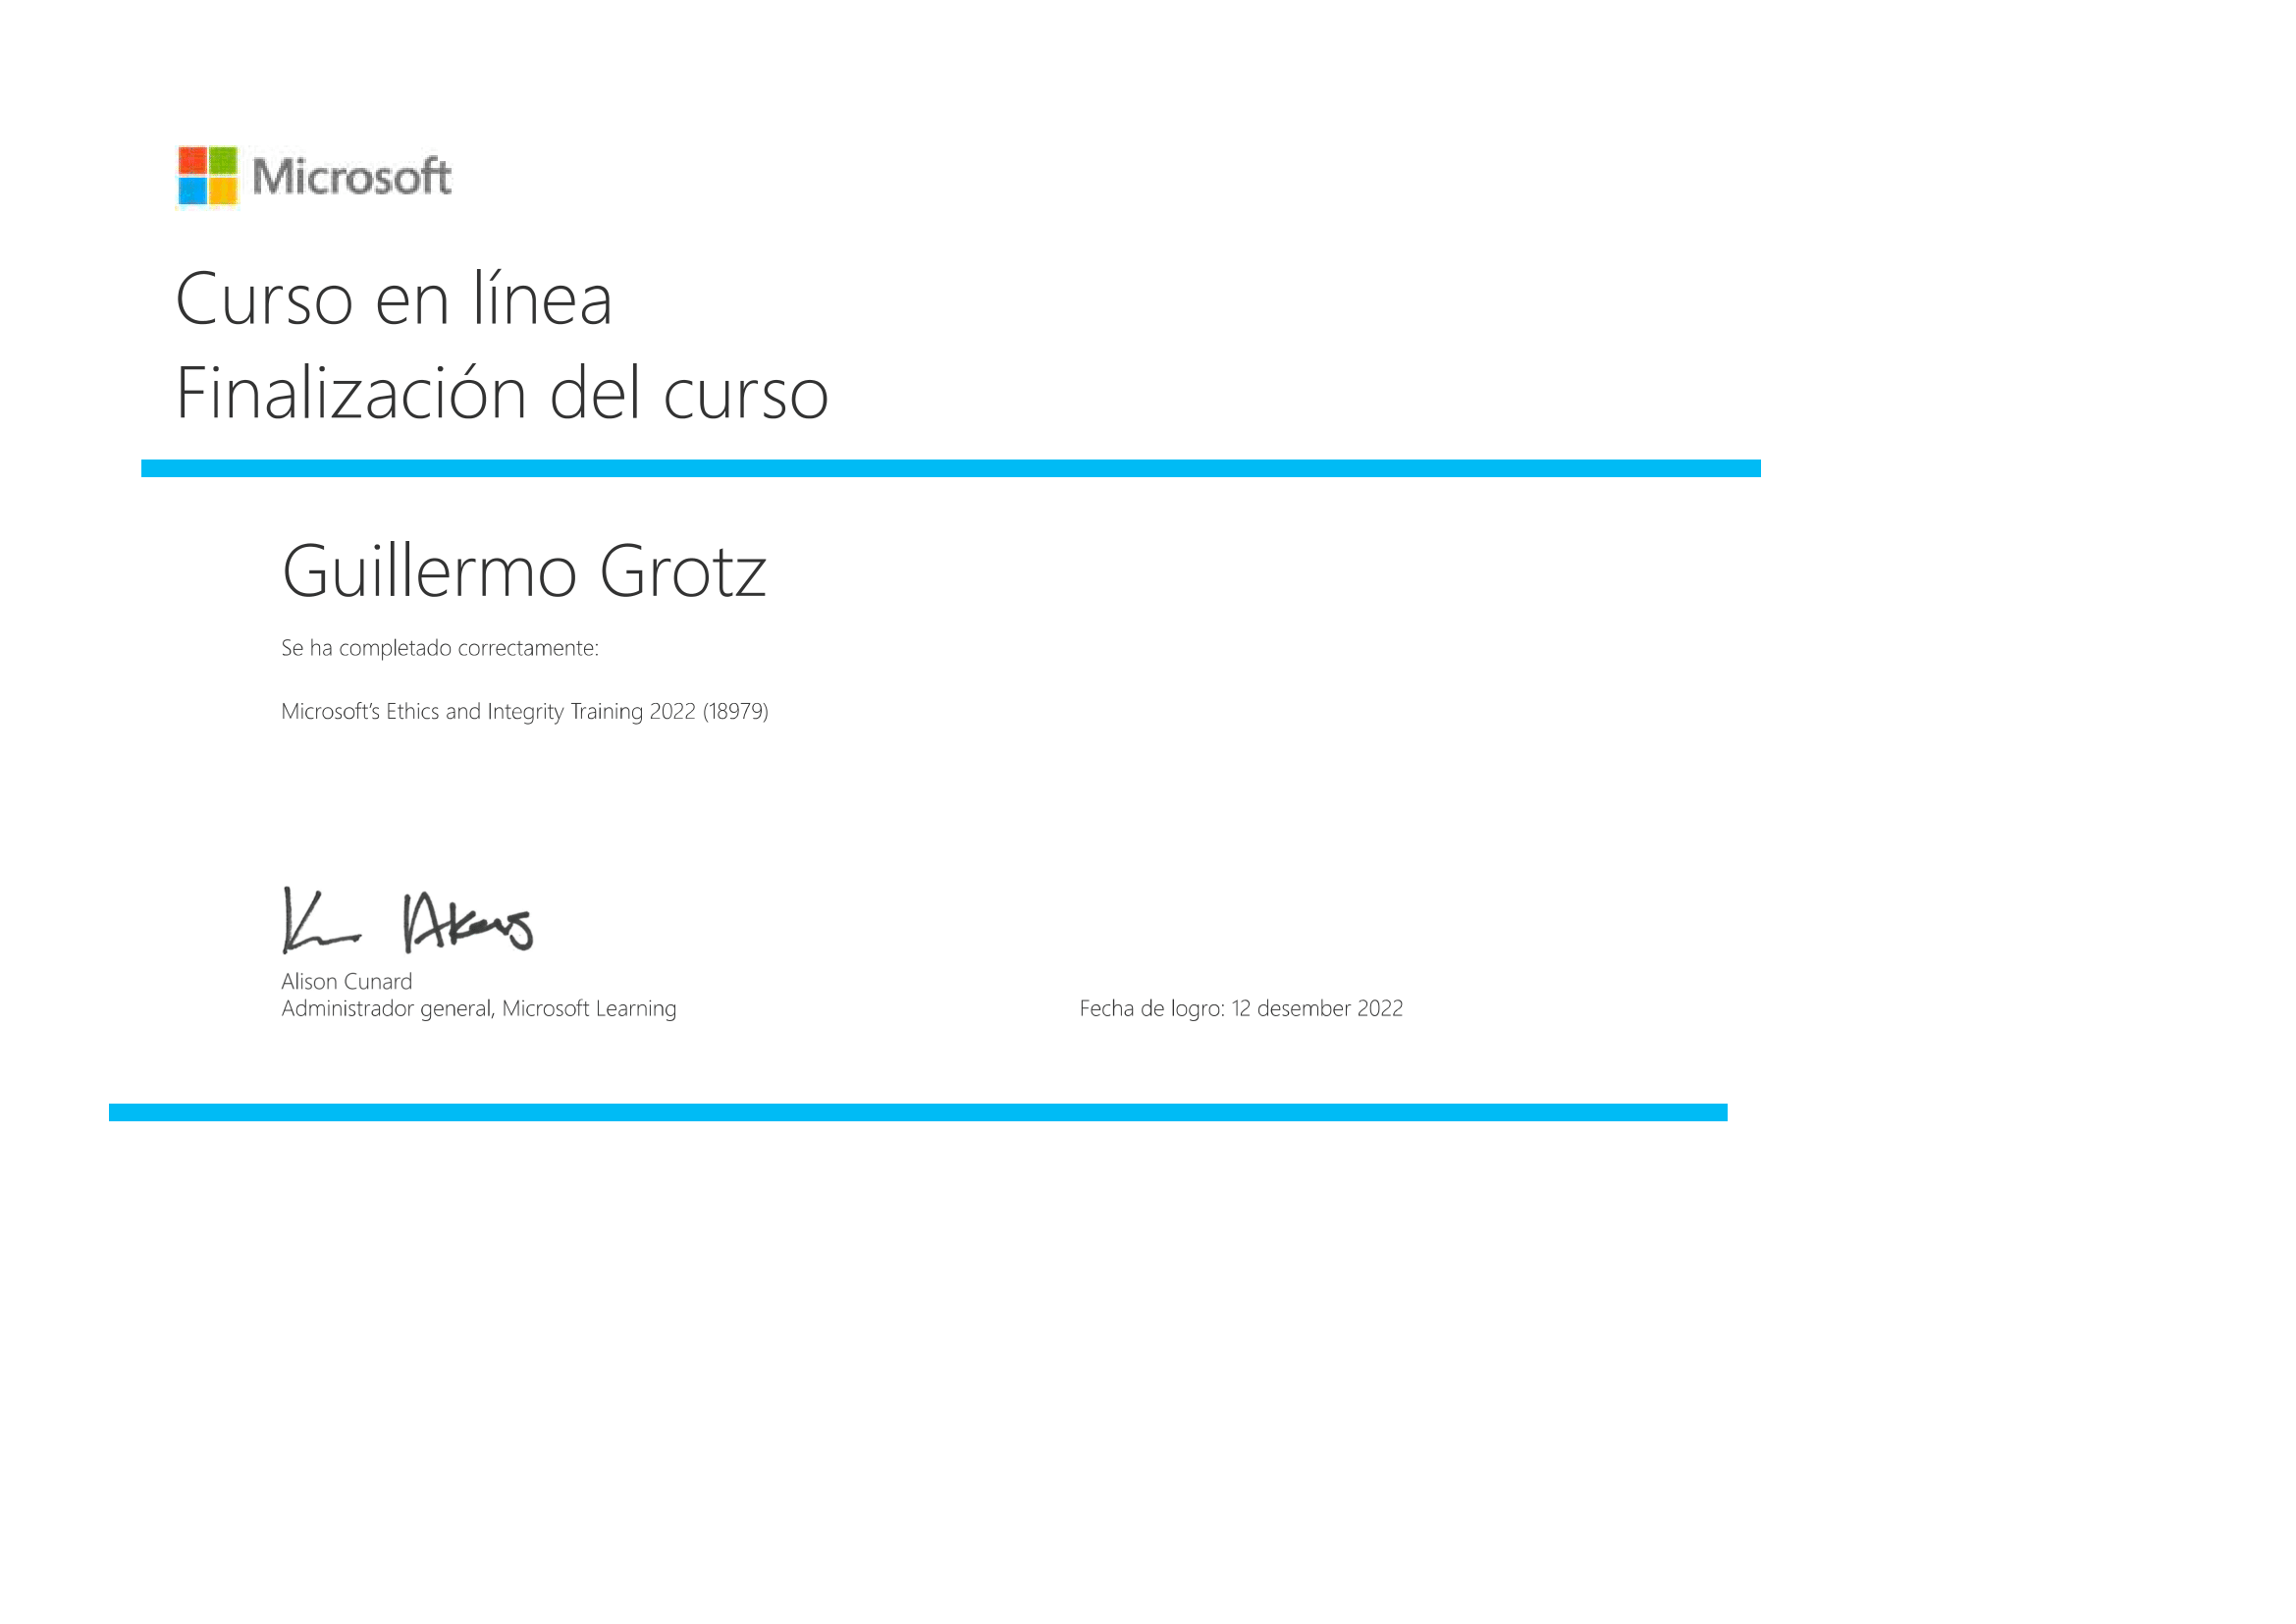 Microsoft
Curso en línea
Finalización del curso
Guillermo Grotz
Se ha completado correctamente:
Microsoft's Ethics and Integrity Training 2022 (18979)
Alison Cunard
Administrador general, Microsoft Learning
Fecha de logro: 12 desember 2022